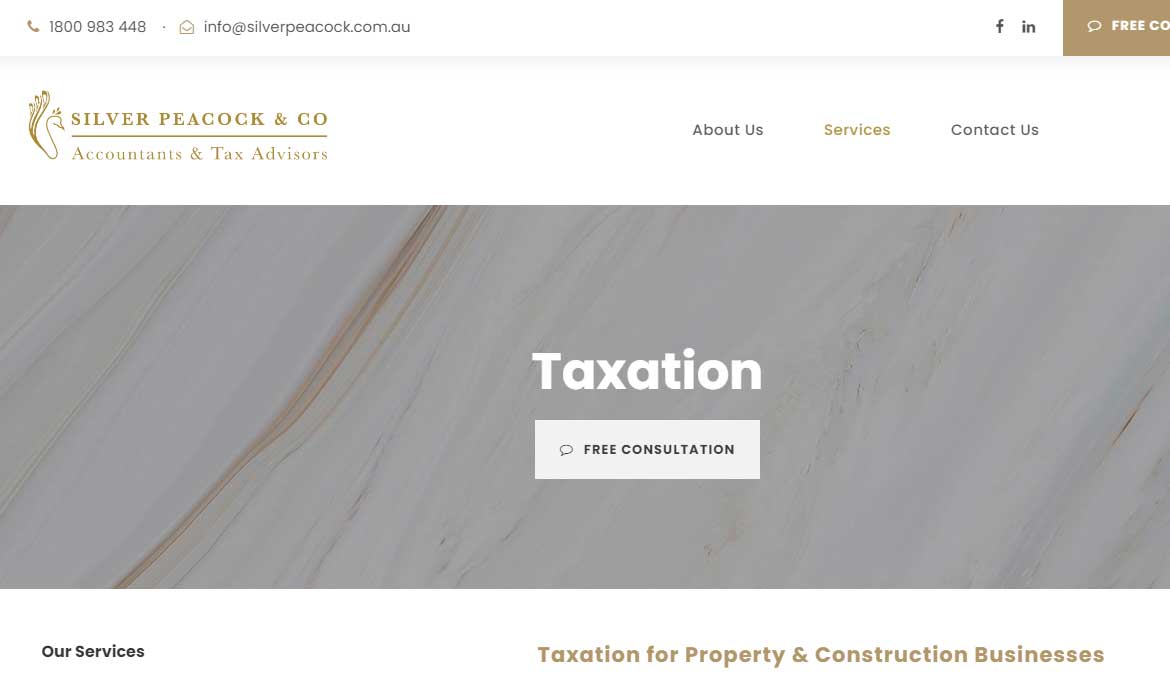 1800 983 448 · info@silverpeacock.com.au
FREE CO
SILVER PEACOCK & CO
Accountants & Tax Advisors
About Us Services Contact Us
Taxation
FREE CONSULTATION
Our Services
Taxation for Property & Construction Businesses